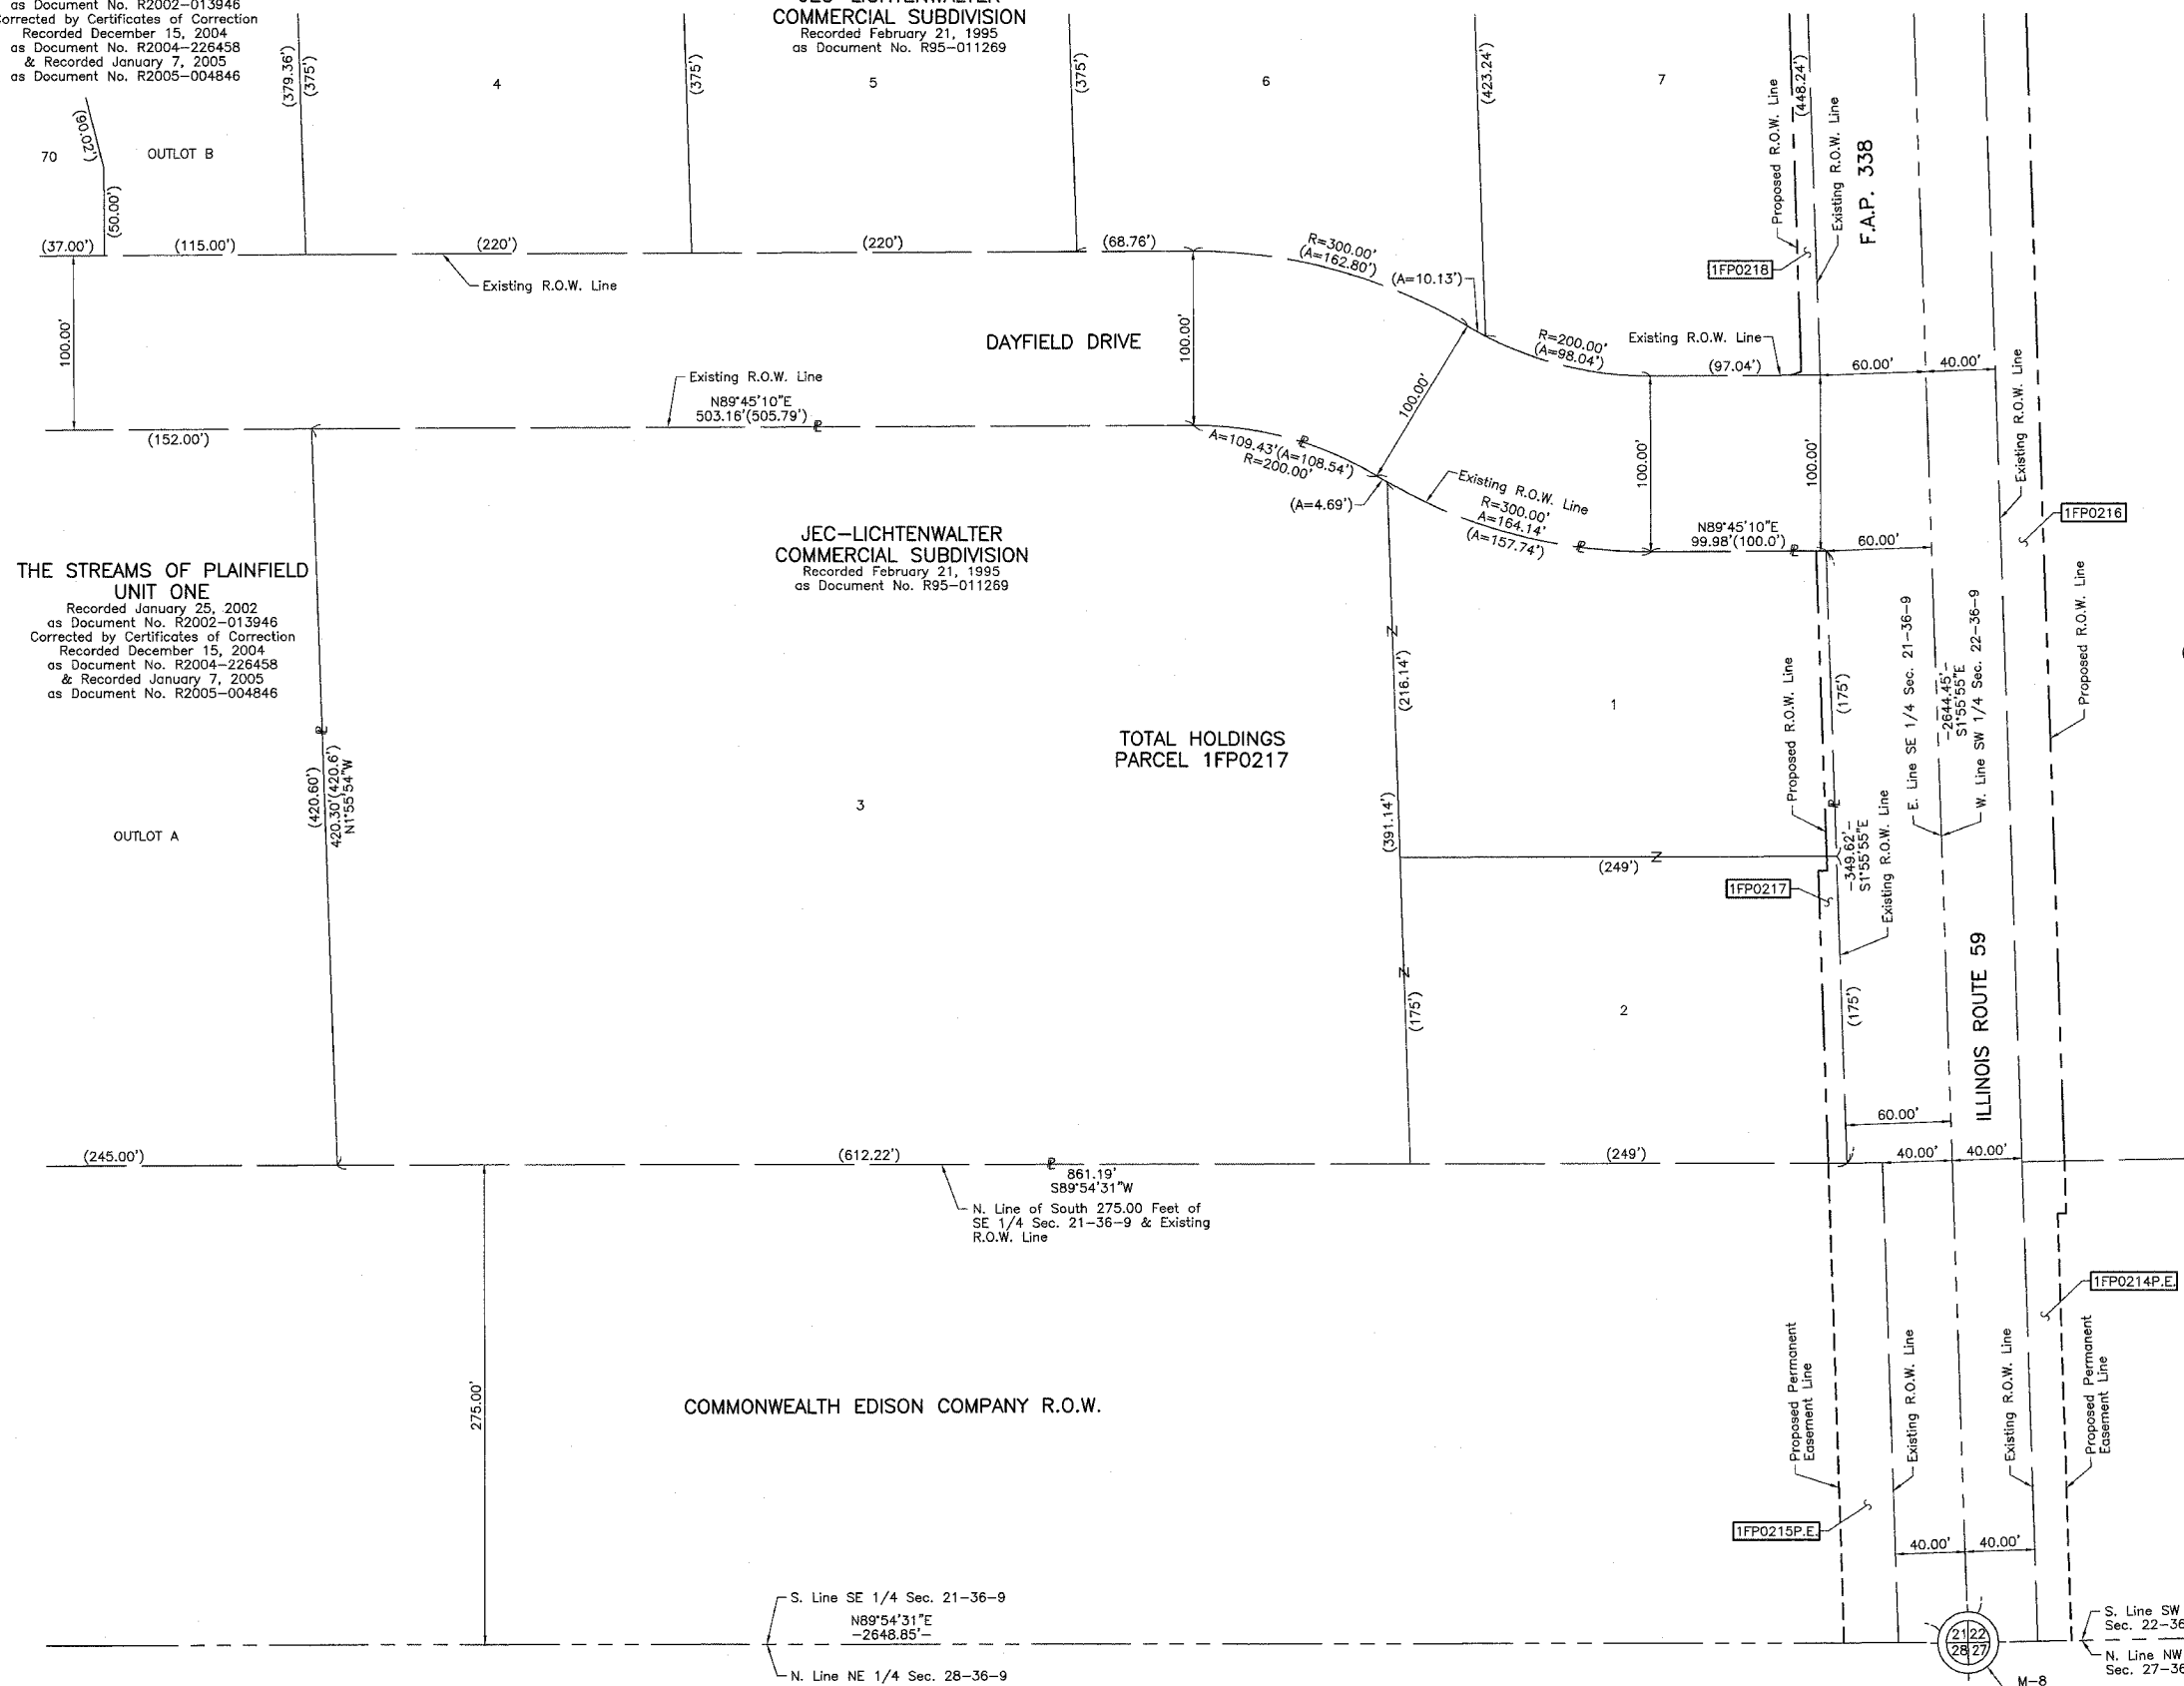 as Document No. R2002-013946
Corrected by Certificates of Correction
Recorded December 15, 2004
as Document No. R2004-226458
& Recorded January 7, 2005
as Document No. R2005-004846
COMMERCIAL SUBDIVISION
Recorded February 21, 1995
as Document No. R95-011269
(379.36')
(375')
4
(375')
5
(375')
6
(423.24')
7
(448.24')
Proposed R.O.W. Line
Existing R.O.W. Line
F.A.P. 338
(90.02')
70
OUTLOT B
(50.00')
(37.00')
(115.00')
(220')
(220')
(68.76')
R=300.00'
(A=162.80')
(A=10.13')
1FP0218
Existing R.O.W. Line
100.00'
DAYFIELD DRIVE
100.00'
R=200.00'
(A=98.04')
Existing R.O.W. Line
(97.04')
60.00'
40.00'
Existing R.O.W. Line
Existing R.O.W. Line
N89°45'10"E
503.16'(505.79')
(152.00')
100.00'
A=109.43'(A=108.54')
R=200.00'
(A=4.69')
Existing R.O.W. Line
R=300.00'
A=164.14'
(A=157.74')
100.00'
100.00'
N89°45'10"E
99.98'(100.0')
60.00'
1FP0216
JEC-LICHTENWALTER
COMMERCIAL SUBDIVISION
Recorded February 21, 1995
as Document No. R95-011269
THE STREAMS OF PLAINFIELD
UNIT ONE
Recorded January 25, 2002
as Document No. R2002-013946
Corrected by Certificates of Correction
Recorded December 15, 2004
as Document No. R2004-226458
& Recorded January 7, 2005
as Document No. R2005-004846
(216.14')
1
(175')
Proposed R.O.W. Line
E. Line SE 1/4 Sec. 21-36-9
-2644.45'-
S1°55'55"E
W. Line SW 1/4 Sec. 22-36-9
Proposed R.O.W. Line
TOTAL HOLDINGS
PARCEL 1FP0217
(420.60')
420.30'(420.6')
N1°55'54"W
3
OUTLOT A
(391.14')
(249')
-349.62'-
S1°55'55"E
Existing R.O.W. Line
1FP0217
(175')
2
(175')
ILLINOIS ROUTE 59
60.00'
(245.00')
(612.22')
861.19'
S89°54'31"W
(249')
40.00'
40.00'
N. Line of South 275.00 Feet of
SE 1/4 Sec. 21-36-9 & Existing
R.O.W. Line
1FP0214P.E.
275.00'
COMMONWEALTH EDISON COMPANY R.O.W.
Proposed Permanent
Easement Line
Existing R.O.W. Line
Existing R.O.W. Line
Proposed Permanent
Easement Line
1FP0215P.E.
40.00'
40.00'
S. Line SE 1/4 Sec. 21-36-9
N89°54'31"E
-2648.85'-
N. Line NE 1/4 Sec. 28-36-9
21 22
28 27
S. Line SW
Sec. 22-36
N. Line NW
Sec. 27-36
M-8